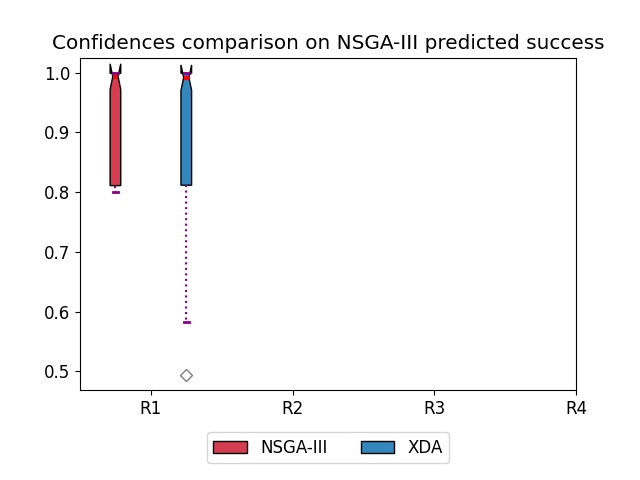 Confidences comparison on NSGA-III predicted success
1.0
0.9
0.8
0.7
0.6
0.5
R1 R2 R3 R4
NSGA-III XDA